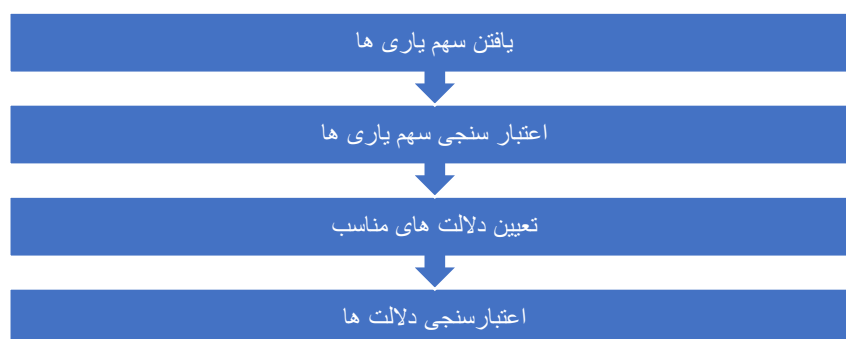 یافتن سهم یاری ها
اعتبار سنجی سهم یاری ها
تعیین دلالت های مناسب
اعتبارسنجی دلالت ها